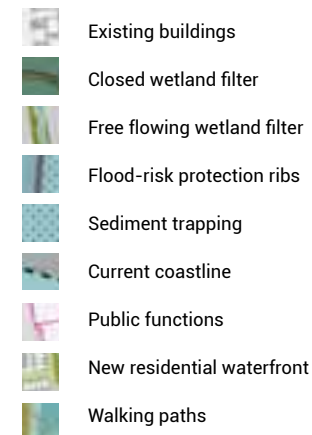 Existing buildings
Closed wetland filter
Free flowing wetland filter
Flood-risk protection ribs
Sediment trapping
Current coastline
Public functions
New residential waterfront
Walking paths